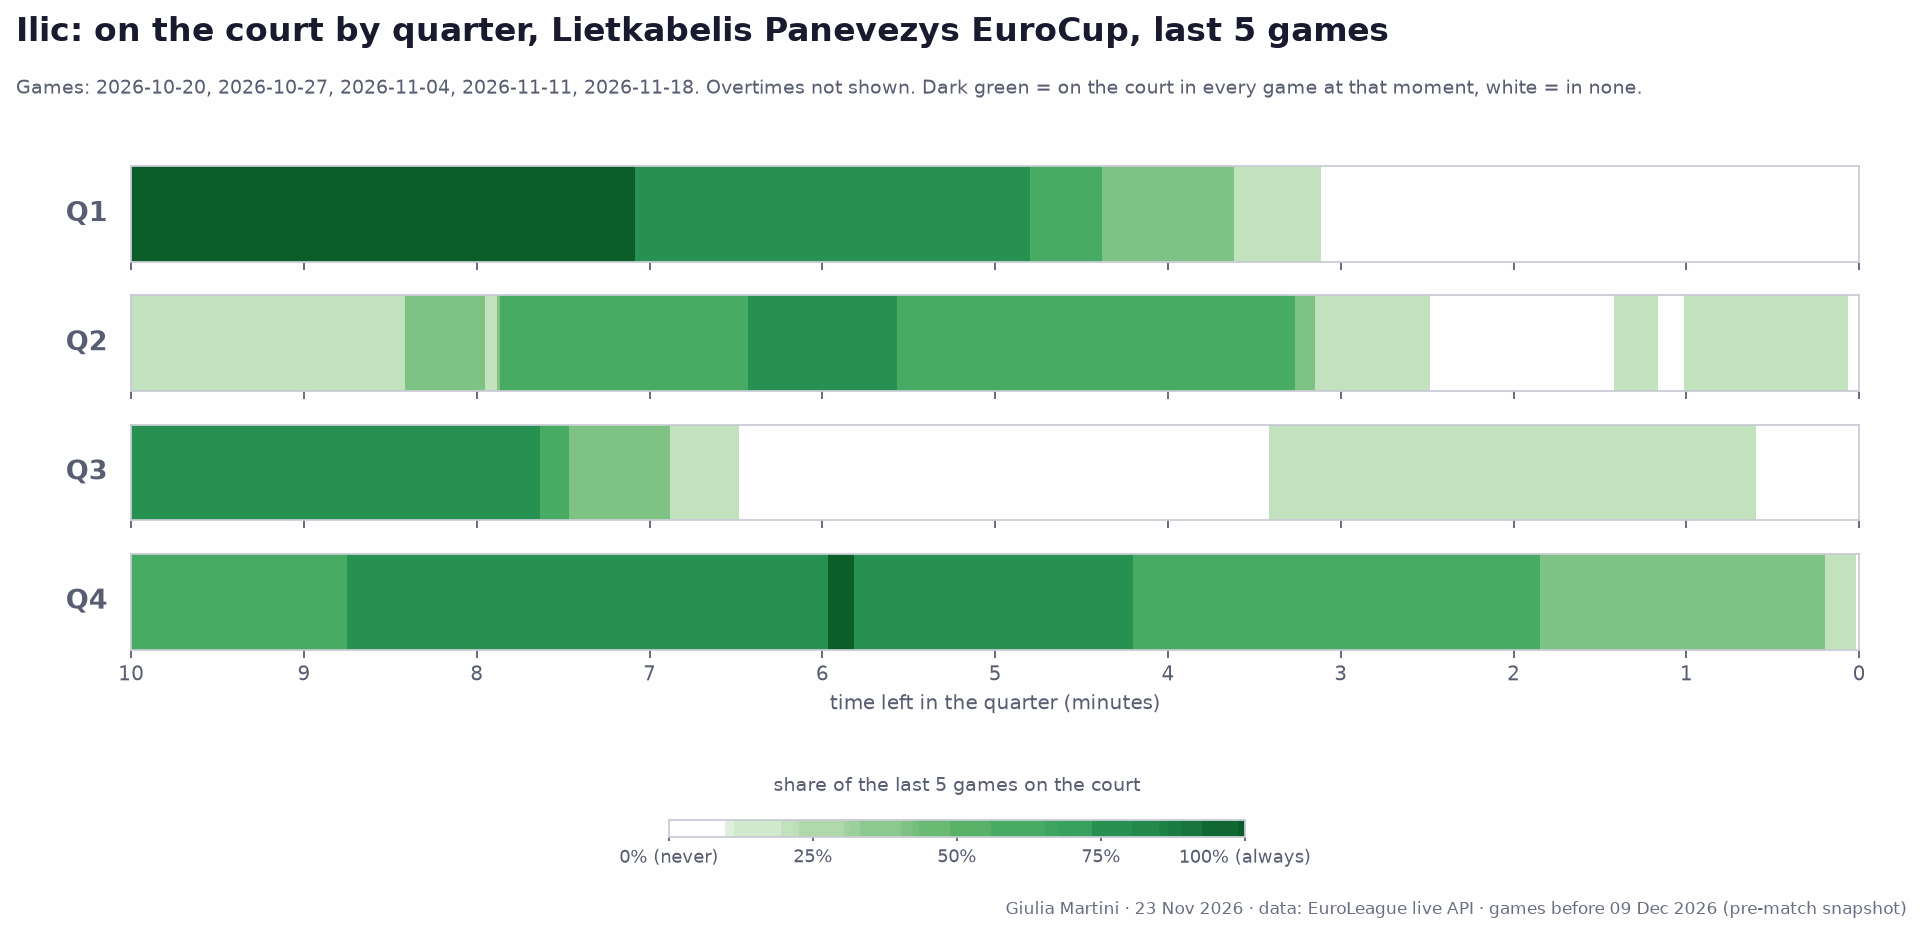 Ilic: on the court by quarter, Lietkabelis Panevezys EuroCup, last 5 games
Games: 2026-10-20, 2026-10-27, 2026-11-04, 2026-11-11, 2026-11-18. Overtimes not shown. Dark green = on the court in every game at that moment, white = in none.
Q1
Q2
Q3
Q4
10 9 8 7 6 5 4 3 2 1 0
time left in the quarter (minutes)
share of the last 5 games on the court
0% (never) 25% 50% 75% 100% (always)
Giulia Martini · 23 Nov 2026 · data: EuroLeague live API · games before 09 Dec 2026 (pre-match snapshot)